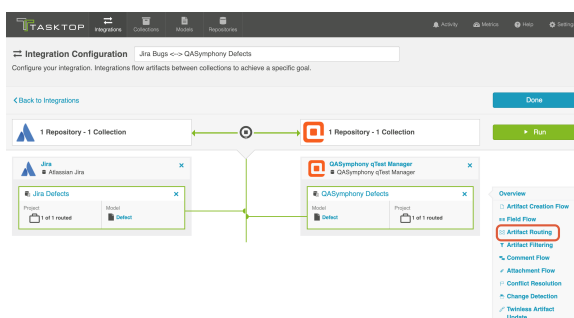 TASKTOP
Integrations
Collections
Models
Repositories
Activity
Metrics
Help
Settings
Integration Configuration
Jira Bugs <--> QASymphony Defects
Configure your integration. Integrations flow artifacts between collections to achieve a specific goal.
Back to Integrations
Done
1 Repository - 1 Collection
1 Repository - 1 Collection
Run
Jira
Atlassian Jira
QASymphony qTest Manager
QASymphony qTest Manager
Jira Defects
Project
1 of 1 routed
Model
Defect
QASymphony Defects
Model
Defect
Project
1 of 1 routed
Overview
Artifact Creation Flow
Field Flow
Artifact Routing
Artifact Filtering
Comment Flow
Attachment Flow
Conflict Resolution
Change Detection
Twinless Artifact
Update